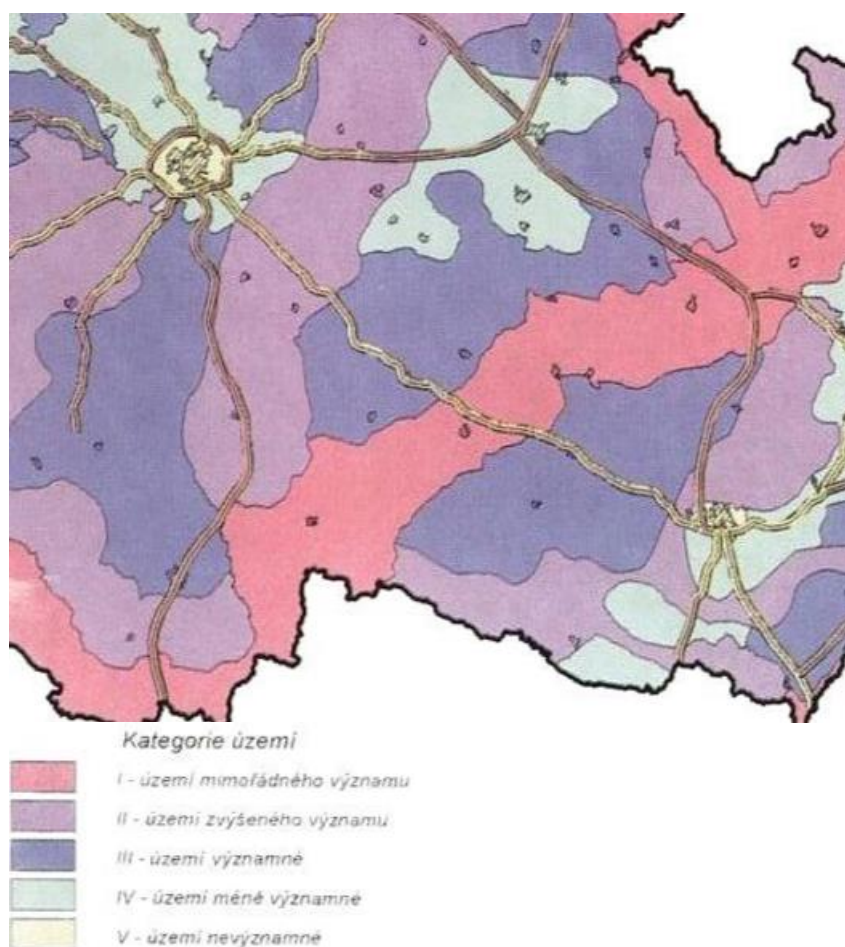 Kategorie území
I - území mimořádného významu
II - území zvýšeného významu
III - území významné
IV - území méně významné
V - území nevýznamné